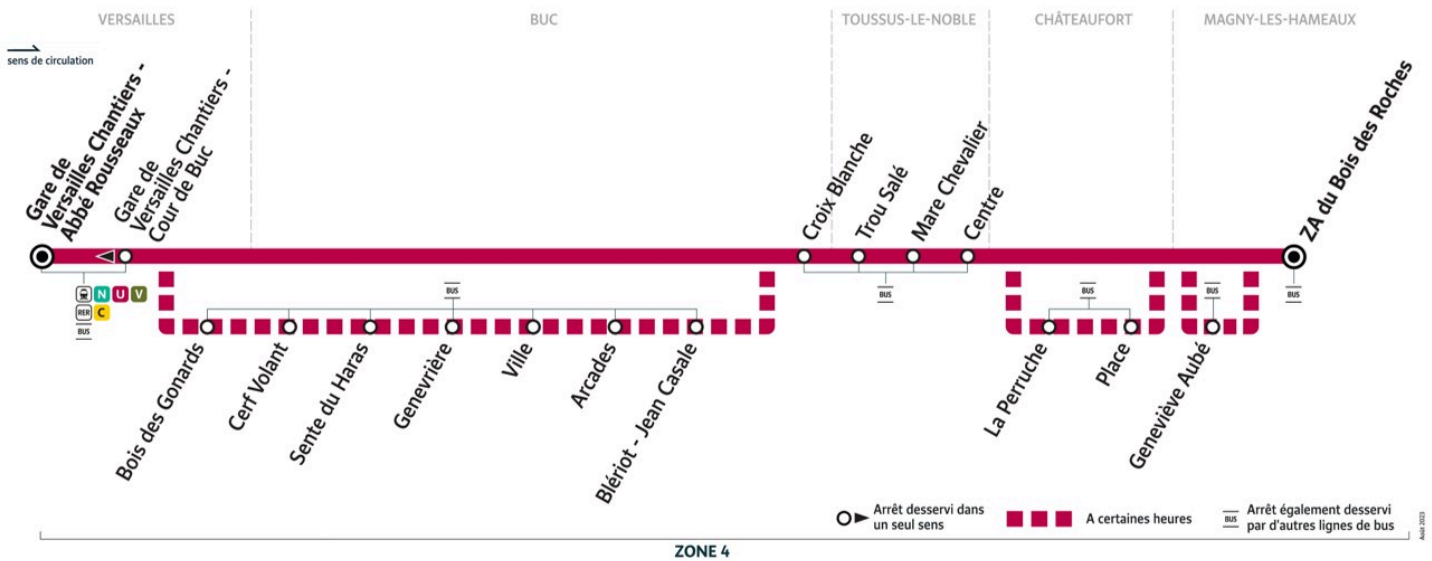 VERSAILLES
BUC
TOUSSUS-LE-NOBLE
CHÂTEAUFORT
MAGNY-LES-HAMEAUX
sens de circulation
Gare de
Versailles Chantiers -
Abbé Rousseaux
Gare de
Versailles Chantiers -
Cour de Buc
Croix Blanche
Trou Salé
Mare Chevalier
Centre
ZA du Bois des Roches
N U V
RER C
BUS
BUS
BUS
BUS
BUS
BUS
Bois des Gonards
Cerf Volant
Sente du Haras
Genevrière
Ville
Arcades
Blériot - Jean Casale
La Perruche
Place
Geneviève Aubé
Arrêt desservi dans
un seul sens
A certaines heures
BUS
Arrêt également desservi
par d'autres lignes de bus
Août 2023
ZONE 4